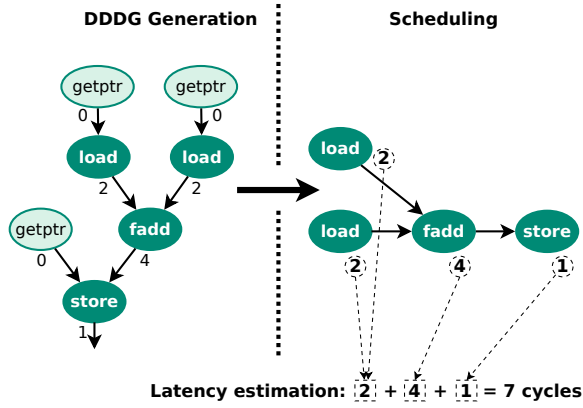 DDDG Generation
Scheduling
getptr getptr
0 0
load load
2 2
getptr
fadd
0 4
store
1
load
2
load fadd store
2 4 1
Latency estimation: 2 + 4 + 1 = 7 cycles